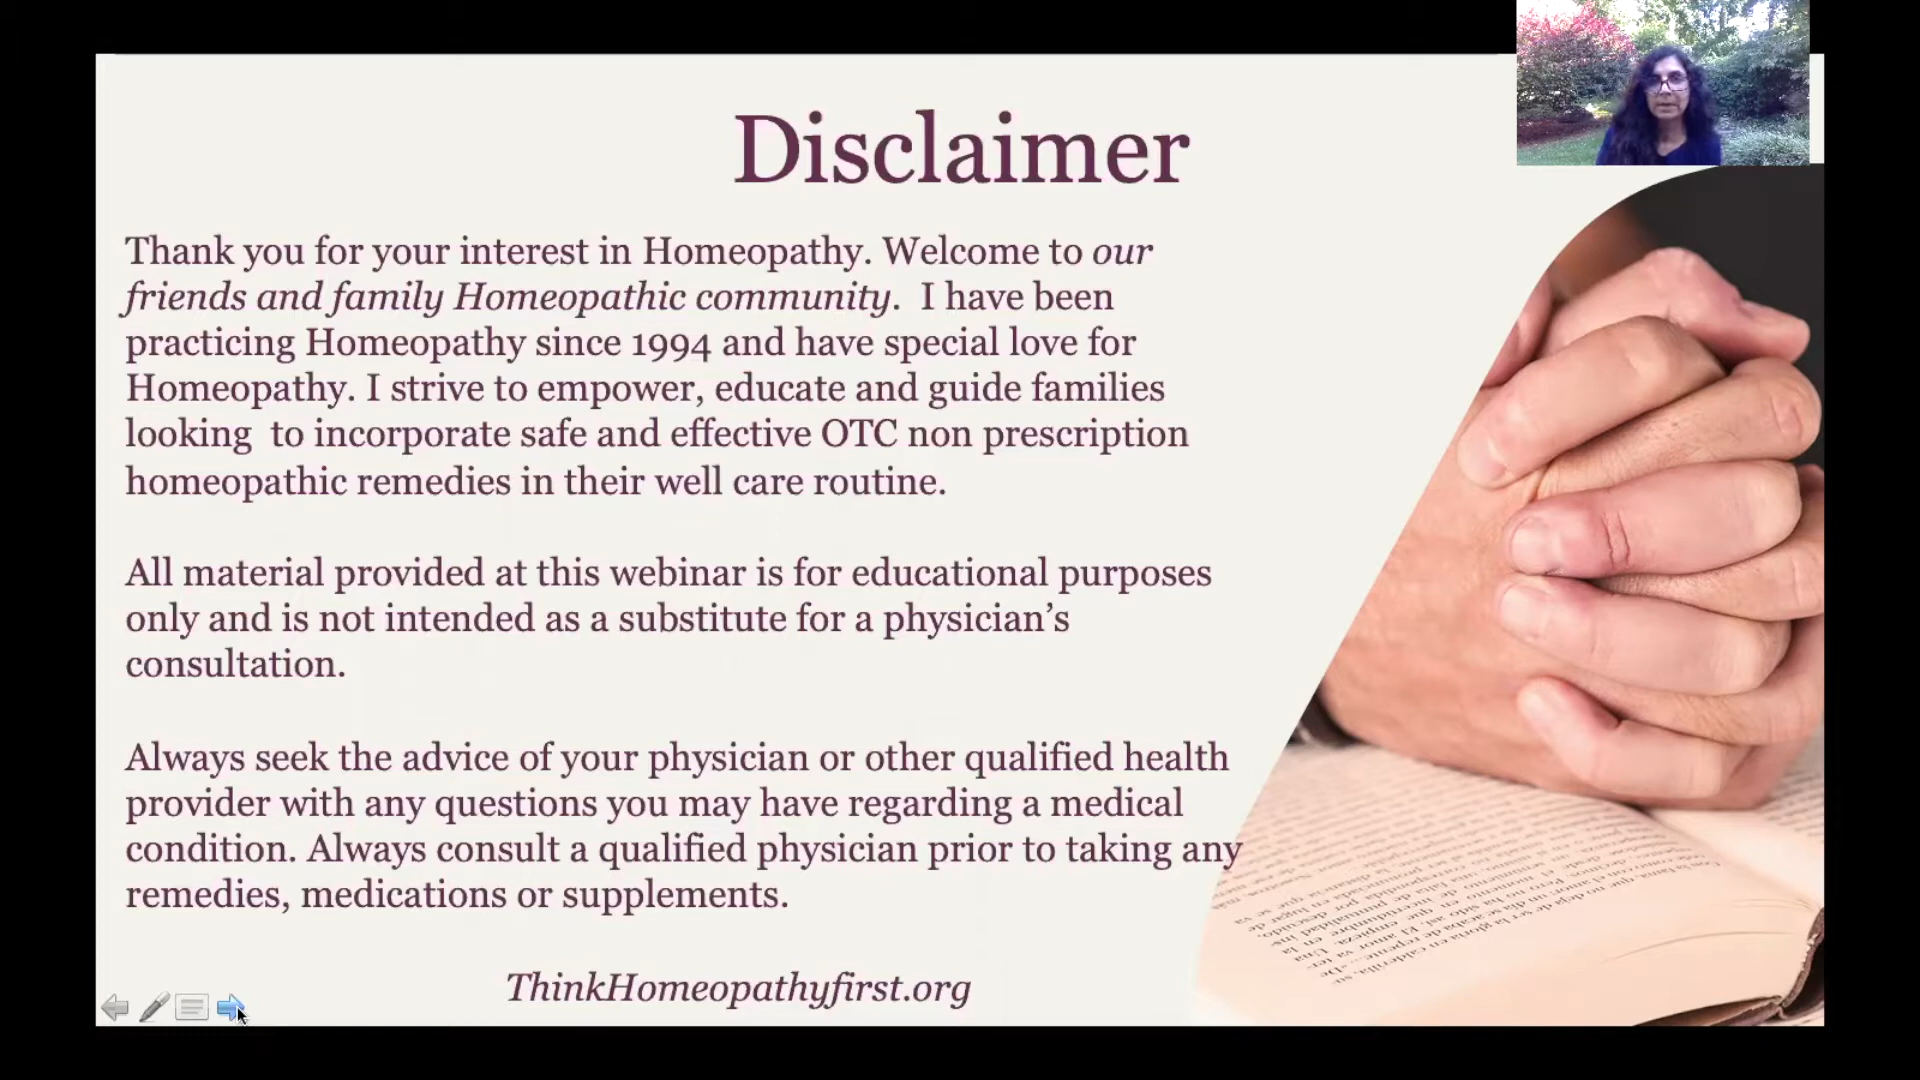 Disclaimer
Thank you for your interest in Homeopathy. Welcome to our
friends and family Homeopathic community. I have been
practicing Homeopathy since 1994 and have special love for
Homeopathy. I strive to empower, educate and guide families
looking to incorporate safe and effective OTC non prescription
homeopathic remedies in their well care routine.
All material provided at this webinar is for educational purposes
only and is not intended as a substitute for a physician’s
consultation.
Always seek the advice of your physician or other qualified health
provider with any questions you may have regarding a medical
condition. Always consult a qualified physician prior to taking any
remedies, medications or supplements.
ThinkHomeopathyfirst.org